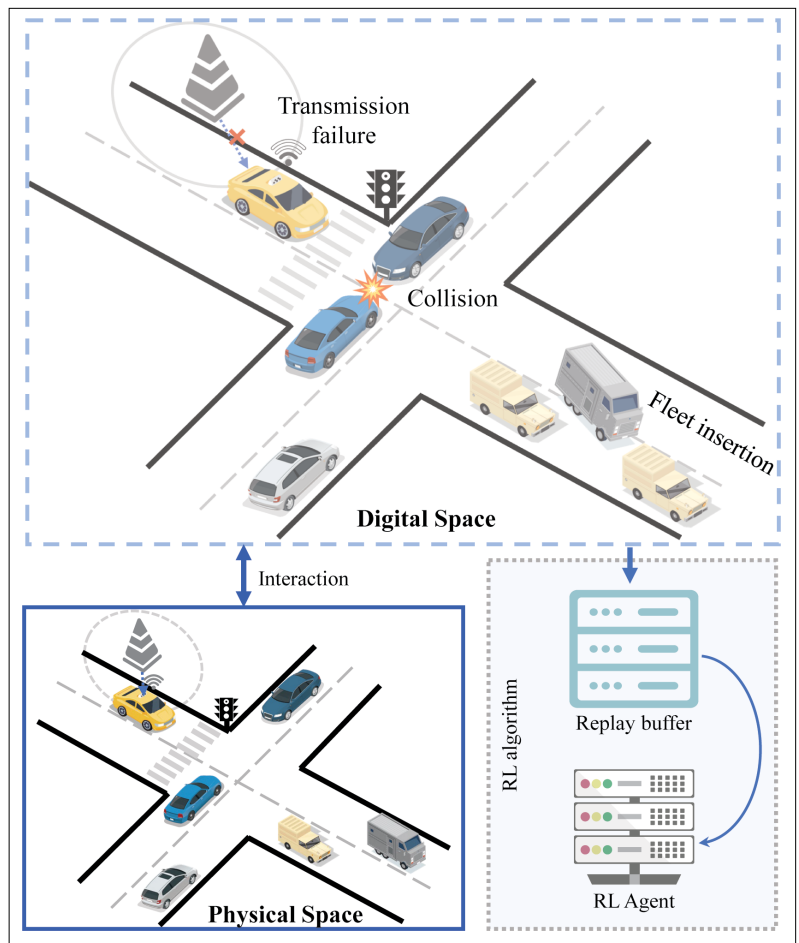 Transmission
failure
Collision
Fleet insertion
Digital Space
Interaction
RL algorithm
Replay buffer
RL Agent
Physical Space